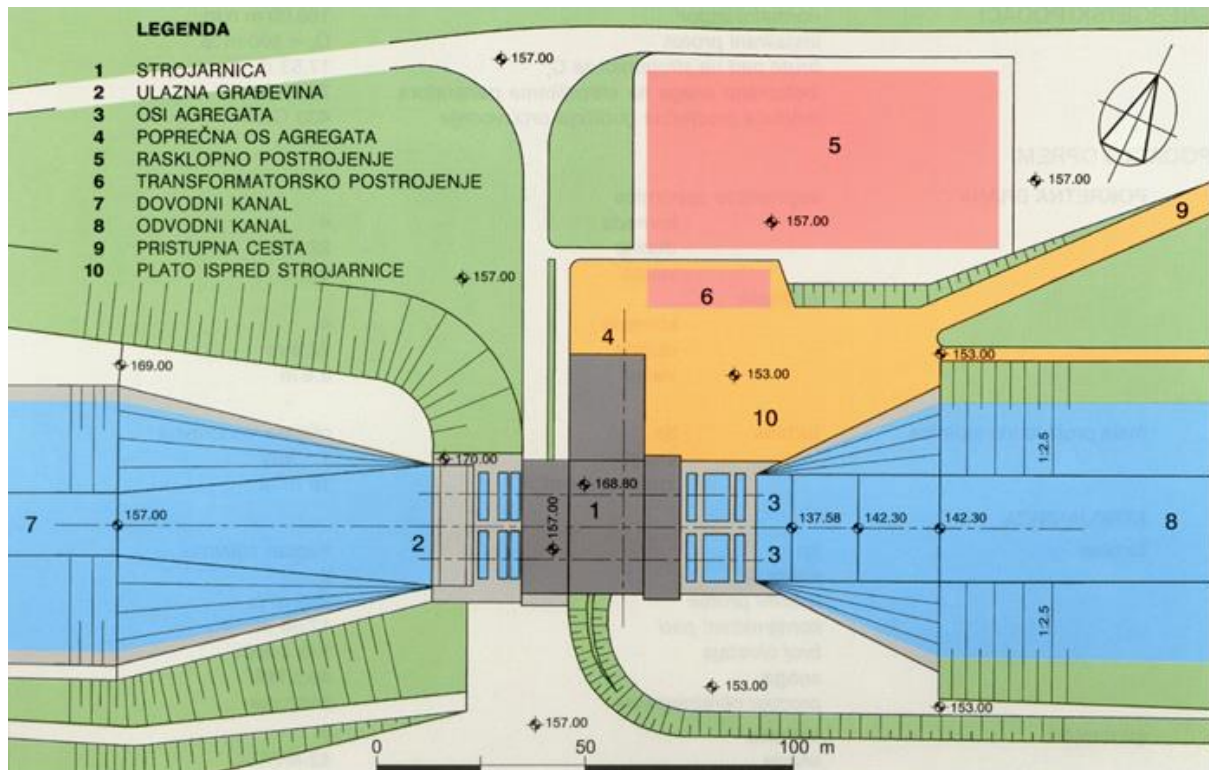 LEGENDA
1 STROJARNICA
2 ULAZNA GRAĐEVINA
3 OSI AGREGATA
4 POPREČNA OS AGREGATA
5 RASKLOPNO POSTROJENJE
6 TRANSFORMATORSKO POSTROJENJE
7 DOVODNI KANAL
8 ODVODNI KANAL
9 PRISTUPNA CESTA
10 PLATO ISPRED STROJARNICE
157.00
5
157.00
157.00
9
157.00
6
4
153.00
169.00
153.00
10
170.00
1:2.5
168.80
3
1
157.00
7
157.00
2
137.58
142.30
142.30
8
3
1:2.5
153.00
153.00
157.00
0 50 100 m